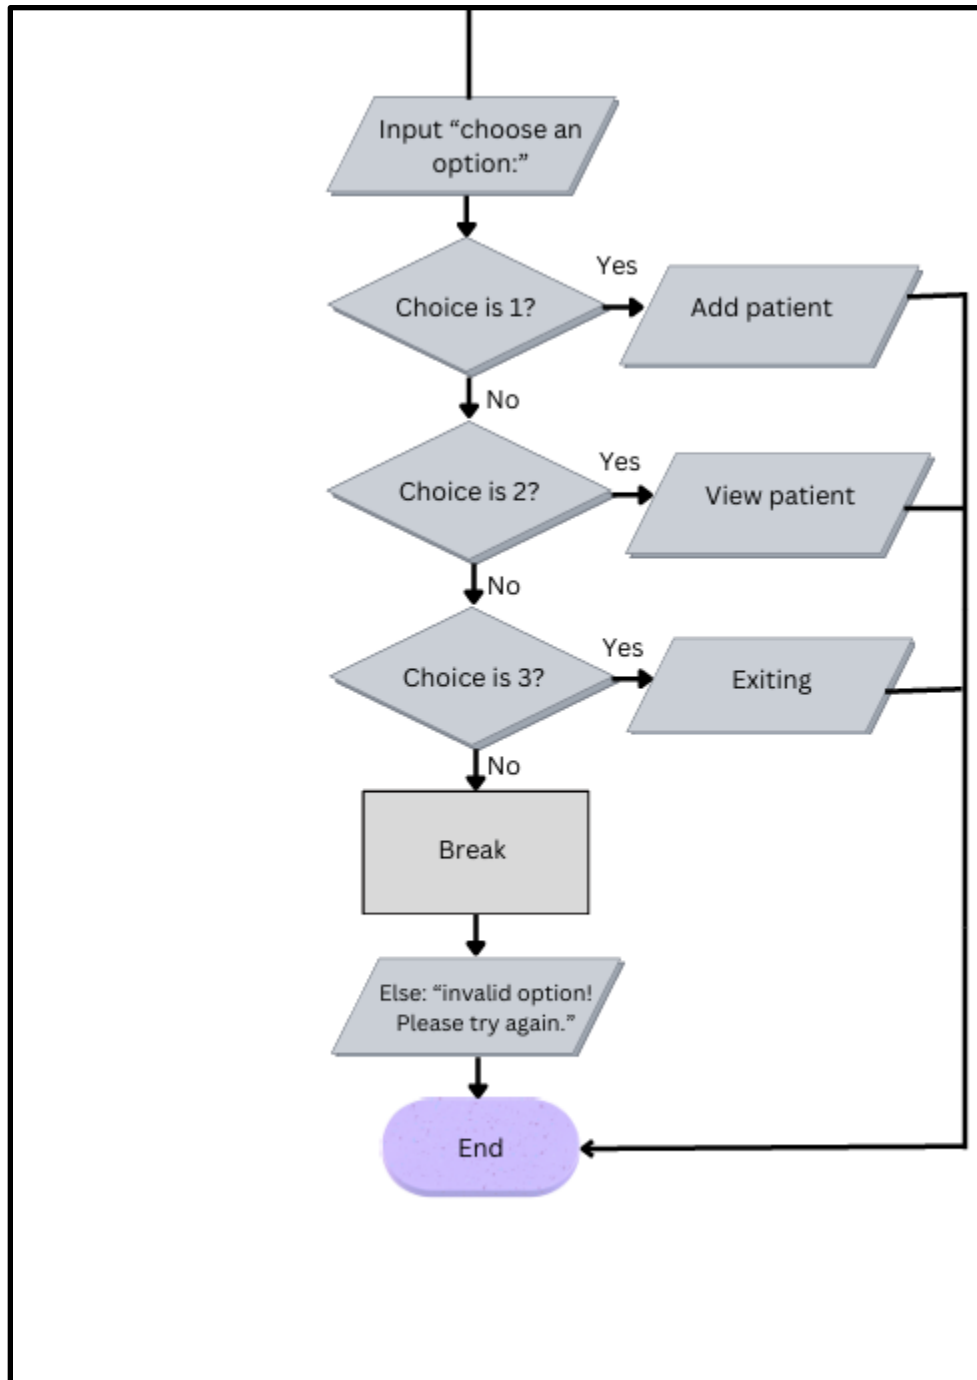 Input “choose an
option:”
Yes
Choice is 1?
Add patient
No
Yes
Choice is 2?
View patient
No
Yes
Choice is 3?
Exiting
No
Break
Else: “invalid option!
Please try again.”
End